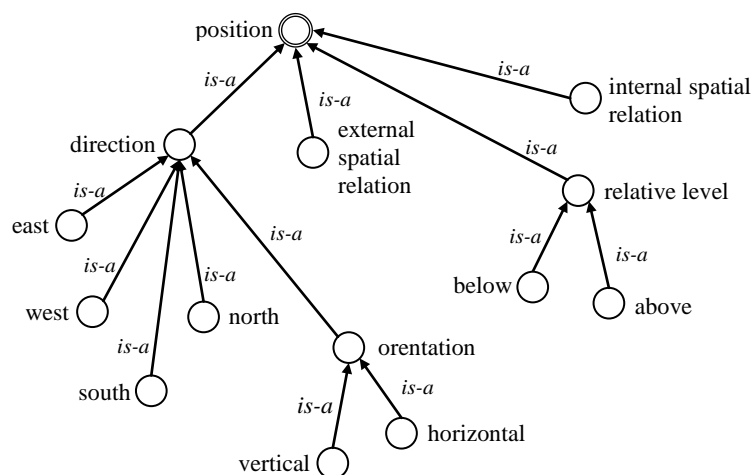 position
is-a
is-a
is-a
internal spatial
relation
is-a
external
spatial
relation
direction
is-a
relative level
is-a
east
is-a
is-a
is-a
is-a
is-a
below
above
west
north
is-a
orentation
south
is-a
is-a
horizontal
vertical